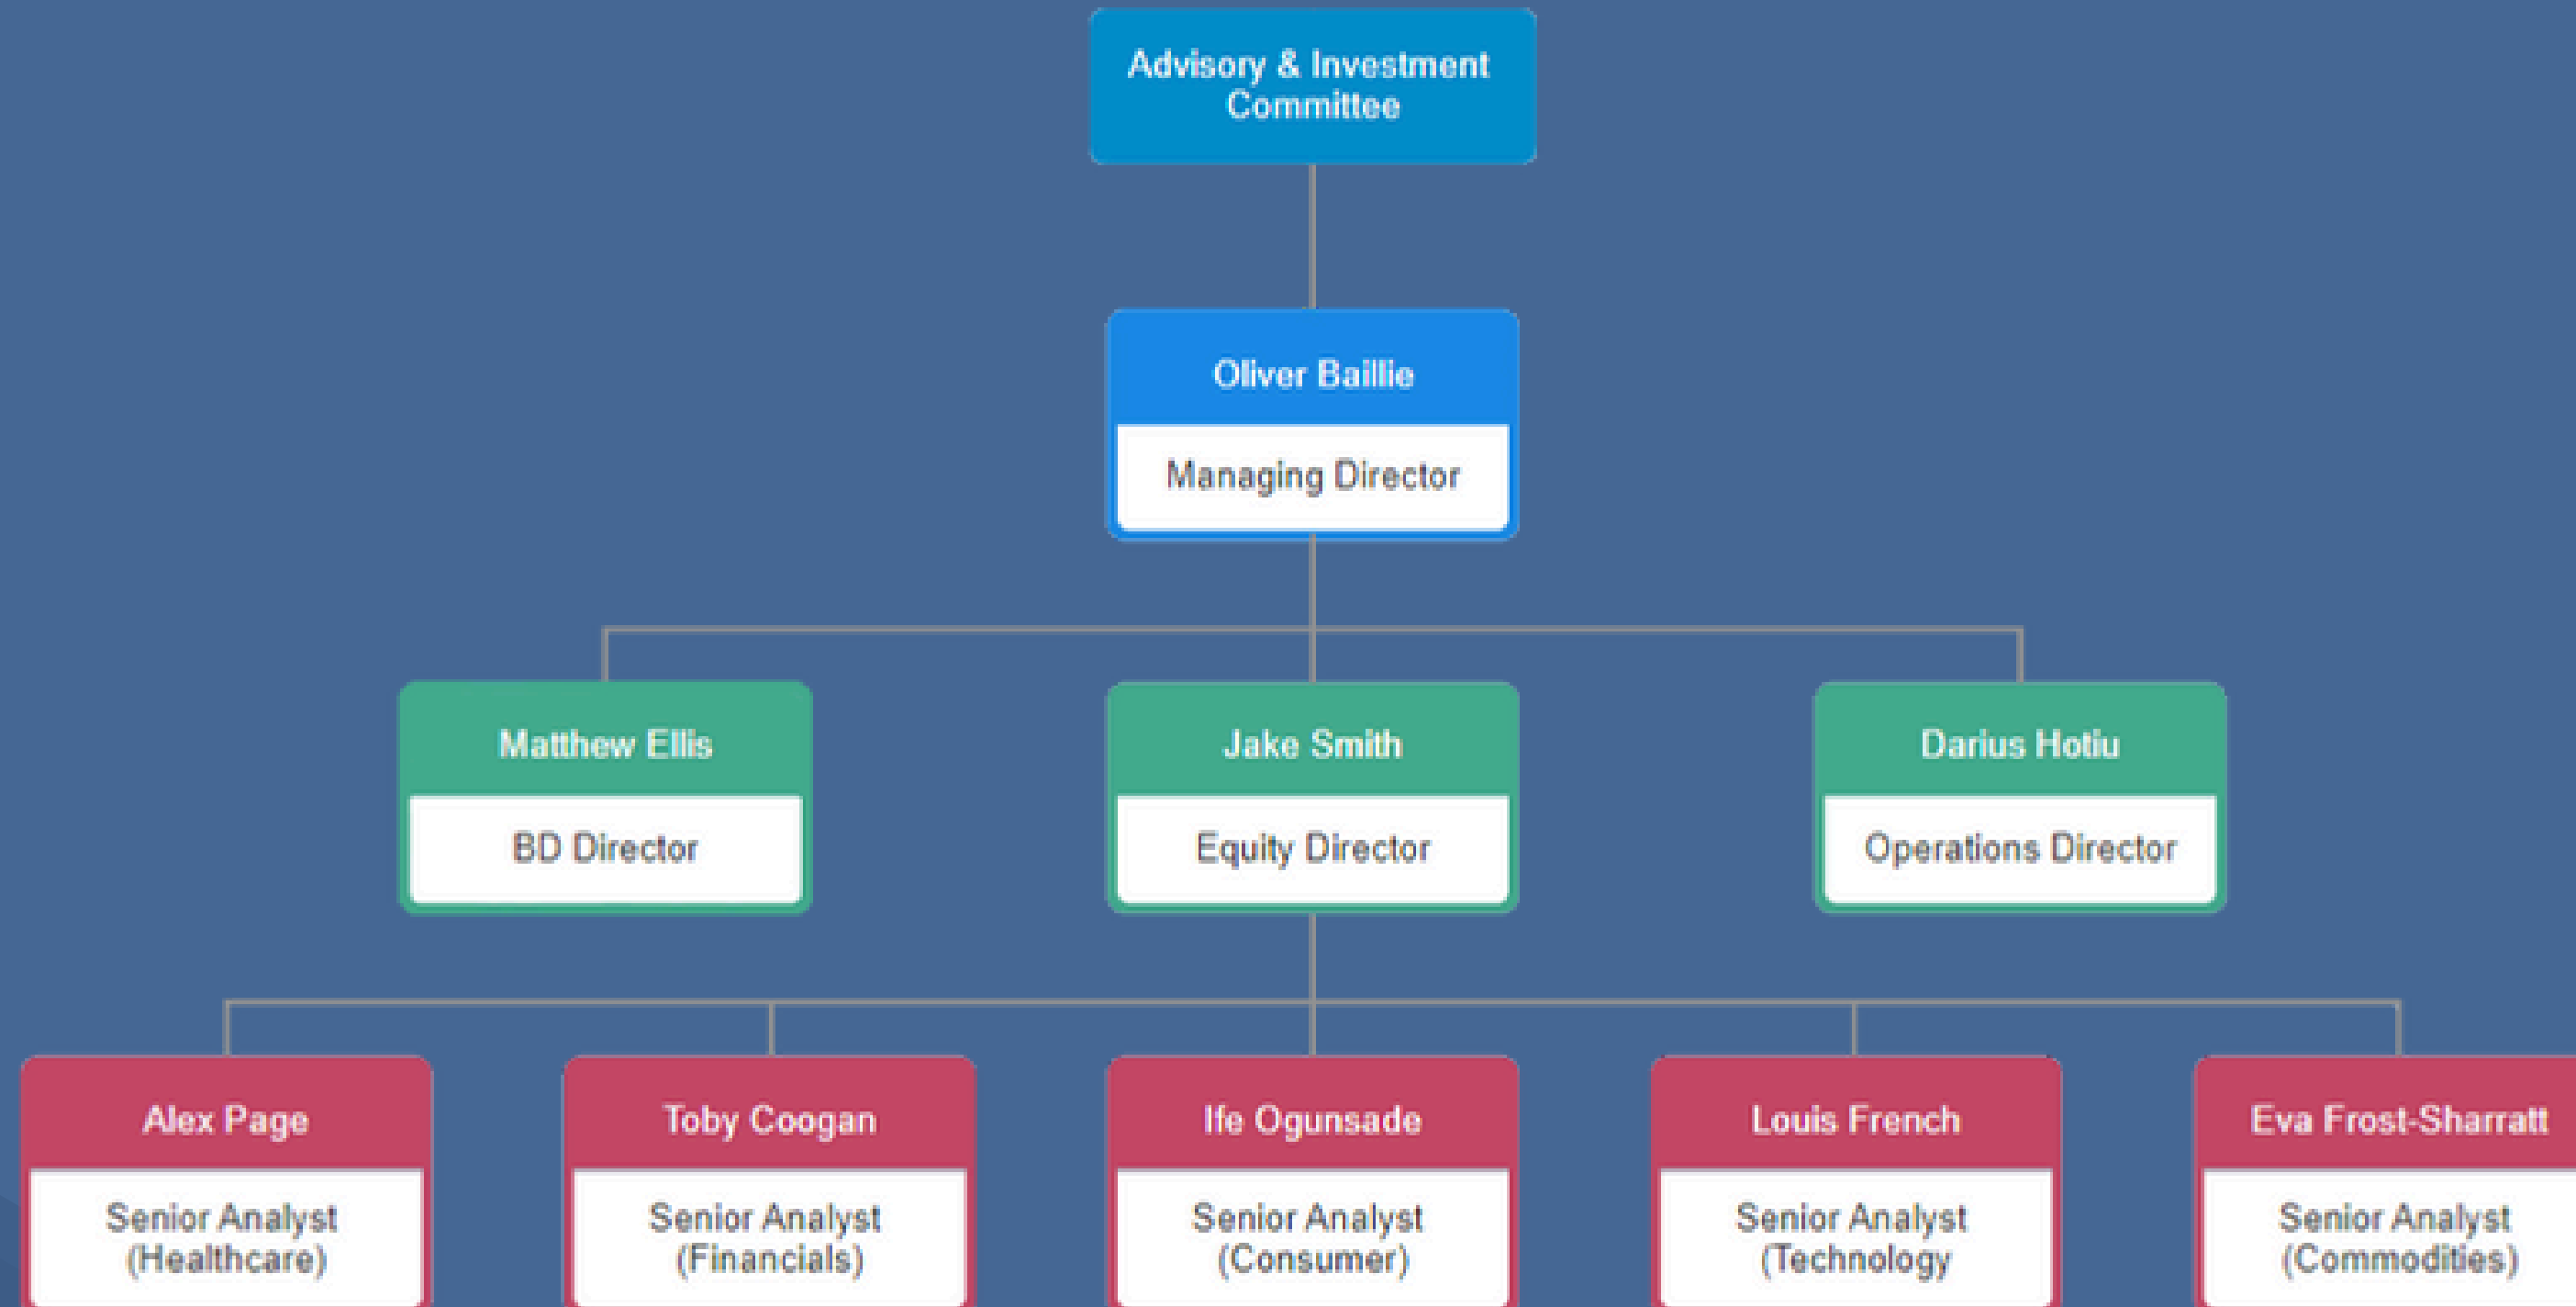 Advisory & Investment
Committee
Oliver Baillie
Managing Director
Matthew Ellis
BD Director
Jake Smith
Equity Director
Darius Hotiu
Operations Director
Alex Page
Senior Analyst
(Healthcare)
Toby Coogan
Senior Analyst
(Financials)
Ife Ogunsade
Senior Analyst
(Consumer)
Louis French
Senior Analyst
(Technology
Eva Frost-Sharratt
Senior Analyst
(Commodities)